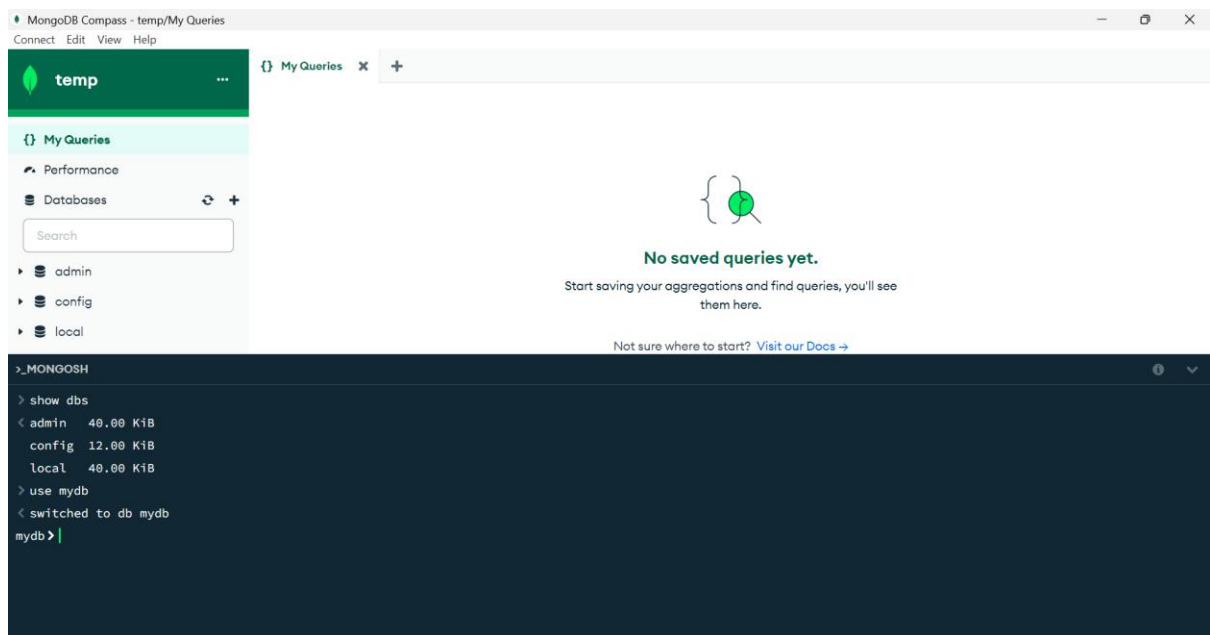 MongoDB Compass - temp/My Queries
Connect Edit View Help
temp ...
{} My Queries
{} My Queries
Performance
Databases
Search
admin
config
local
No saved queries yet.
Start saving your aggregations and find queries, you'll see
them here.
Not sure where to start? Visit our Docs →
>_MONGOSH
> show dbs
< admin 40.00 KiB
config 12.00 KiB
local 40.00 KiB
> use mydb
< switched to db mydb
mydb>